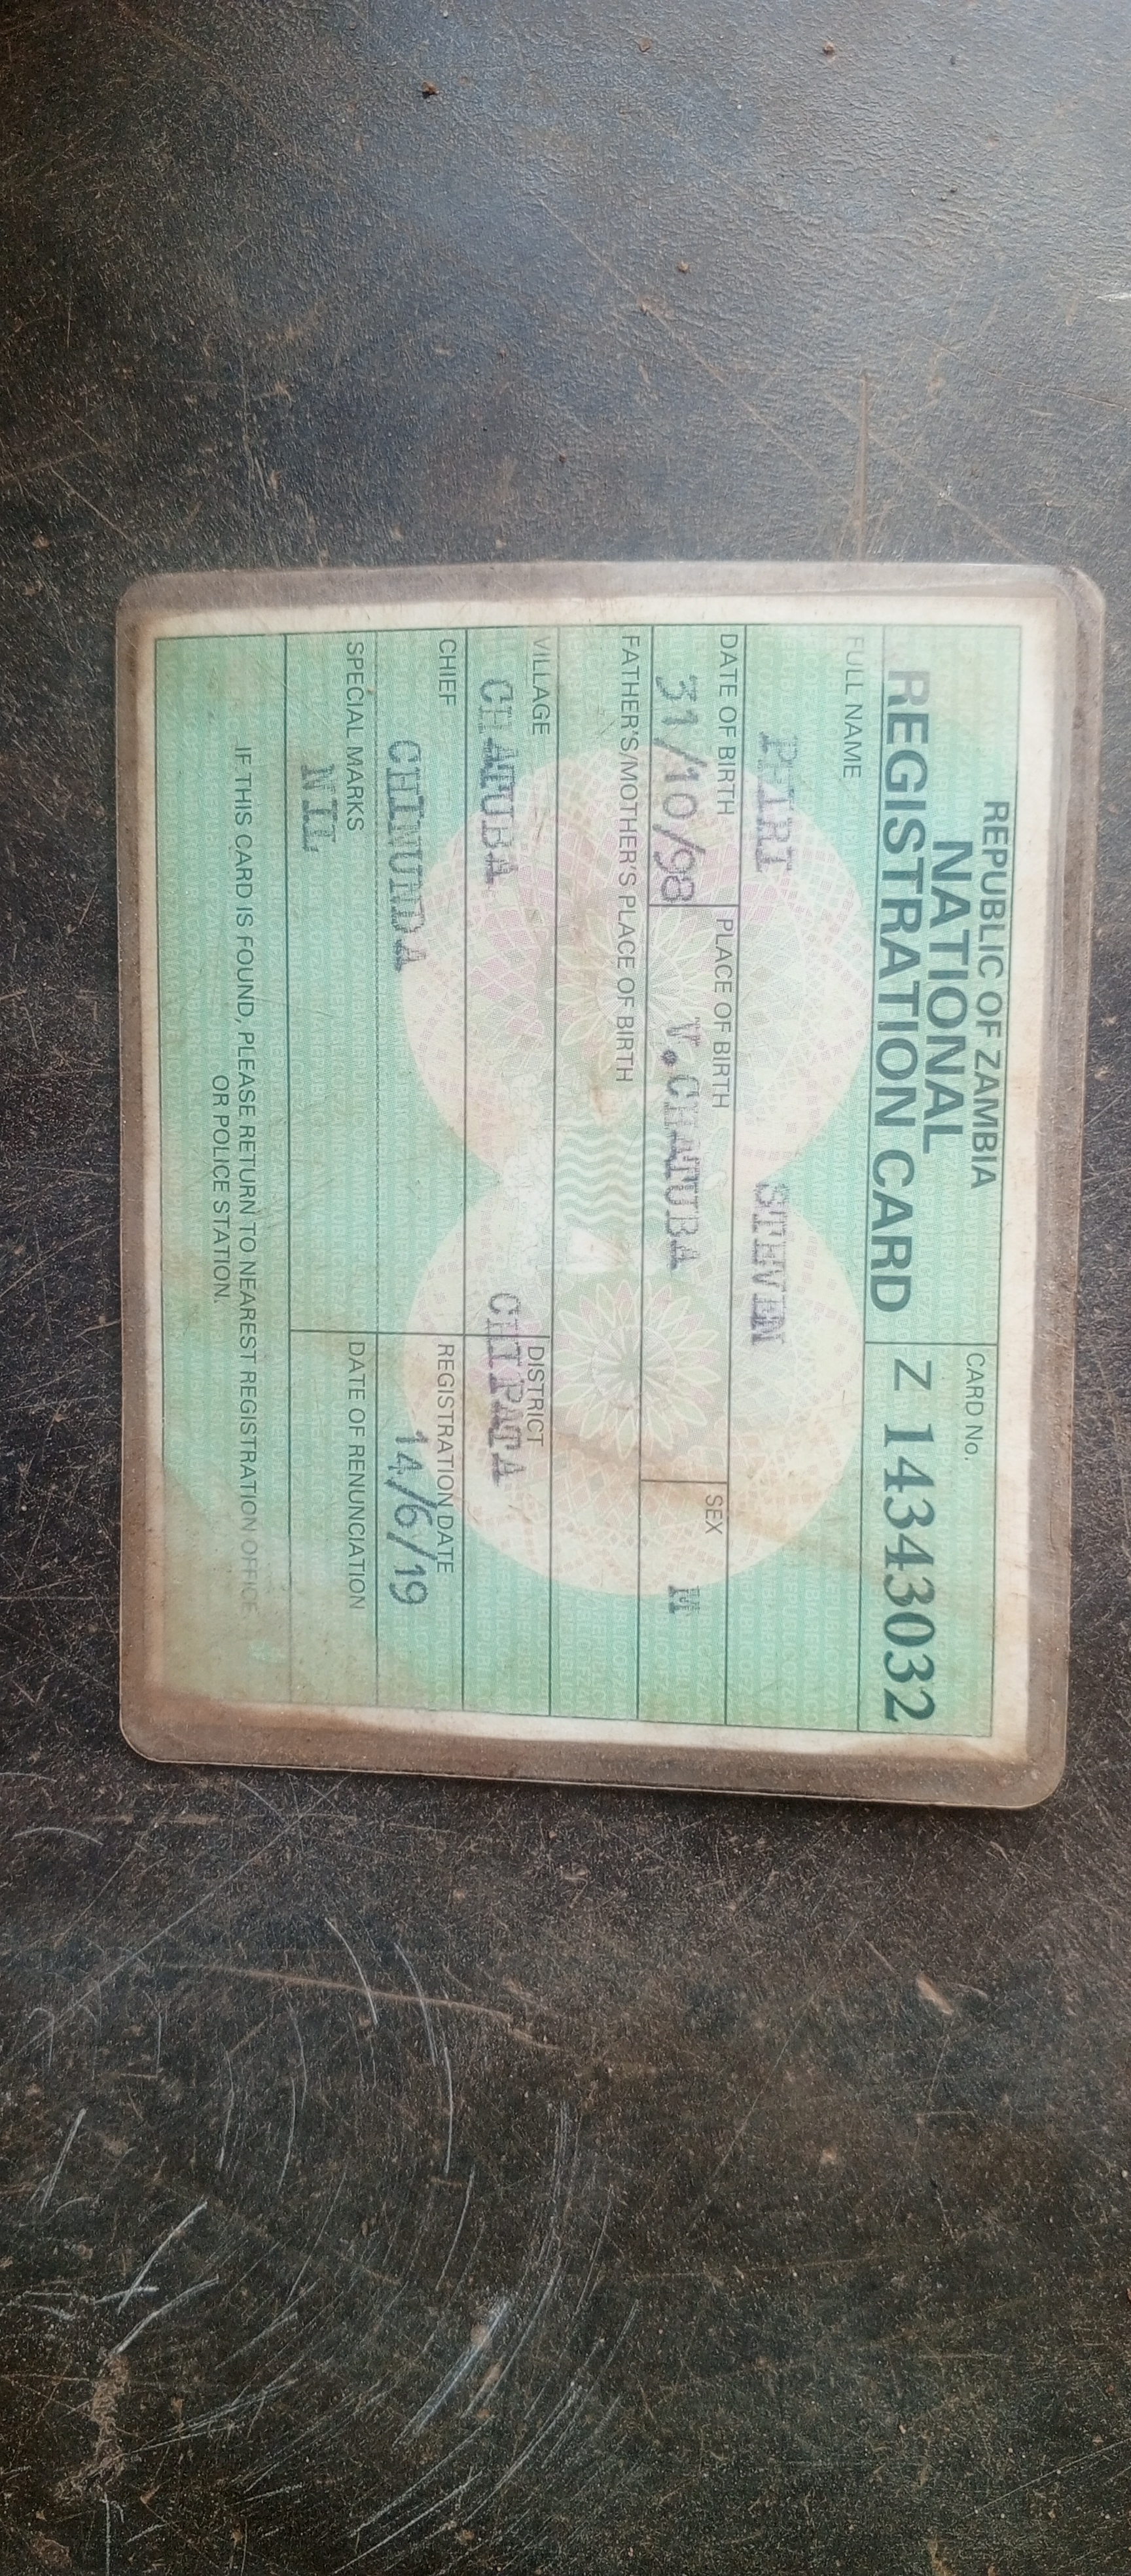 REPUBLIC OF ZAMBIA
NATIONAL
REGISTRATION CARD
CARD No.
Z 14343032
FULL NAME
PHIRI STEVEN
DATE OF BIRTH PLACE OF BIRTH SEX
31/10/98 V.CHATUBA M
FATHER'S/MOTHER'S PLACE OF BIRTH
VILLAGE DISTRICT
CHATUBA CHIPATA
CHIEF REGISTRATION DATE
CHINUNDA 14/6/19
SPECIAL MARKS DATE OF RENUNCIATION
NIL
IF THIS CARD IS FOUND, PLEASE RETURN TO NEAREST REGISTRATION OFFICE
OR POLICE STATION.